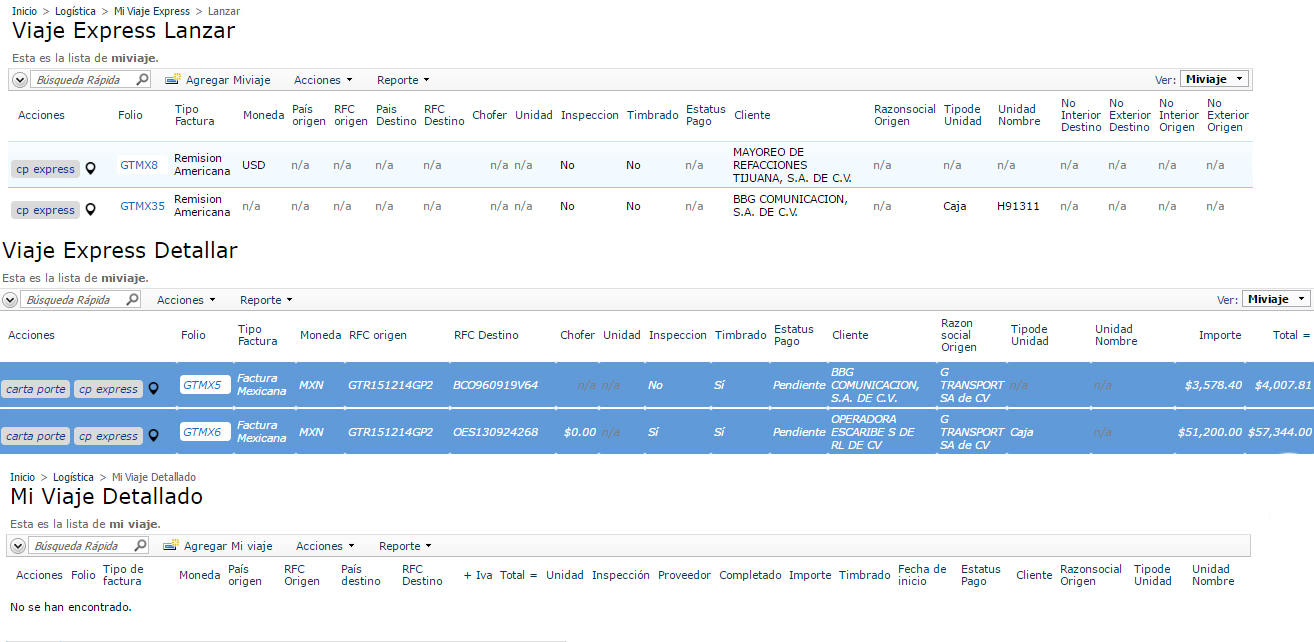 Inicio > Logística > Mi Viaje Express > Lanzar
Viaje Express Lanzar
Esta es la lista de miviaje.
Búsqueda Rápida Agregar Miviaje Acciones Reporte Ver: Miviaje
Acciones Folio Tipo Factura Moneda País origen RFC origen Pais Destino RFC Destino Chofer Unidad Inspeccion Timbrado Estatus Pago Cliente Razonsocial Origen Tipode Unidad Unidad Nombre No Interior Destino No Exterior Destino No Interior Origen No Exterior Origen
cp express GTMX8 Remision Americana USD n/a n/a n/a n/a n/a n/a No No n/a MAYOREO DE REFACCIONES TIJUANA, S.A. DE C.V. n/a n/a n/a n/a n/a n/a n/a
cp express GTMX35 Remision Americana n/a n/a n/a n/a n/a n/a n/a No No n/a BBG COMUNICACION, S.A. DE C.V. n/a Caja H91311 n/a n/a n/a n/a
Viaje Express Detallar
Esta es la lista de miviaje.
Búsqueda Rápida Acciones Reporte Ver: Miviaje
Acciones Folio Tipo Factura Moneda RFC origen RFC Destino Chofer Unidad Inspeccion Timbrado Estatus Pago Cliente Razon social Origen Tipode Unidad Unidad Nombre Importe Total =
carta porte cp express GTMX5 Factura Mexicana MXN GTR151214GP2 BCO960919V64 n/a n/a No Sí Pendiente BBG COMUNICACION, S.A. DE C.V. G TRANSPORT SA de CV n/a n/a $3,578.40 $4,007.81
carta porte cp express GTMX6 Factura Mexicana MXN GTR151214GP2 OES130924268 $0.00 n/a Sí Sí Pendiente OPERADORA ESCARIBE S DE RL DE CV G TRANSPORT SA de CV Caja n/a $51,200.00 $57,344.00
Inicio > Logística > Mi Viaje Detallado
Mi Viaje Detallado
Esta es la lista de mi viaje.
Búsqueda Rápida Agregar Mi viaje Acciones Reporte
Acciones Folio Tipo de factura Moneda País origen RFC Origen País destino RFC Destino + Iva Total = Unidad Inspección Proveedor Completado Importe Timbrado Fecha de inicio Estatus Pago Cliente Razonsocial Origen Tipode Unidad Unidad Nombre
No se han encontrado.